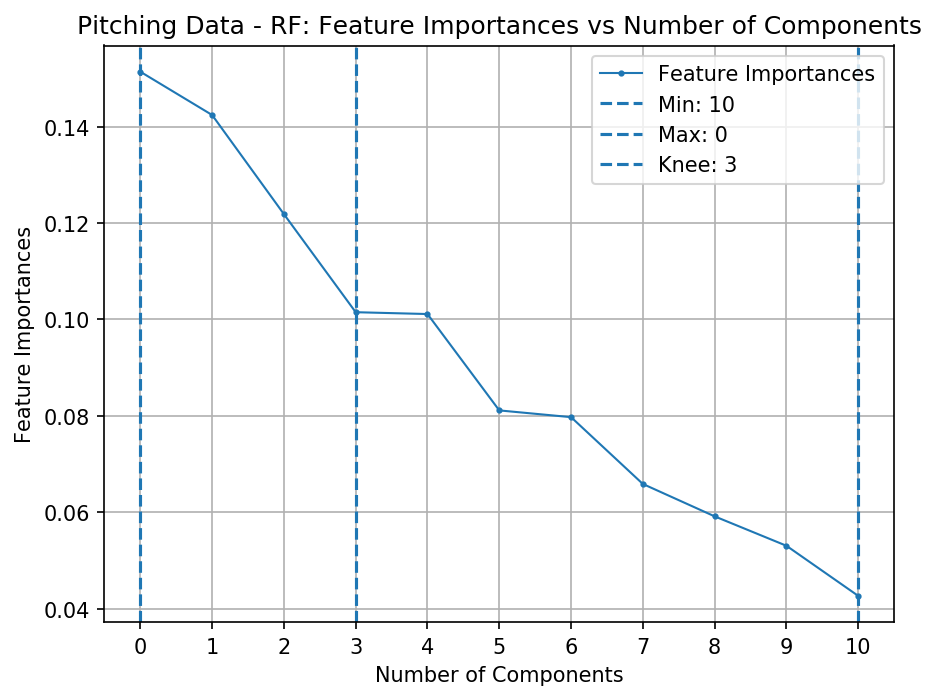 Pitching Data - RF: Feature Importances vs Number of Components
Feature Importances
Min: 10
Max: 0
Knee: 3
0.14
0.12
0.10
0.08
0.06
0.04
Feature Importances
0 1 2 3 4 5 6 7 8 9 10
Number of Components